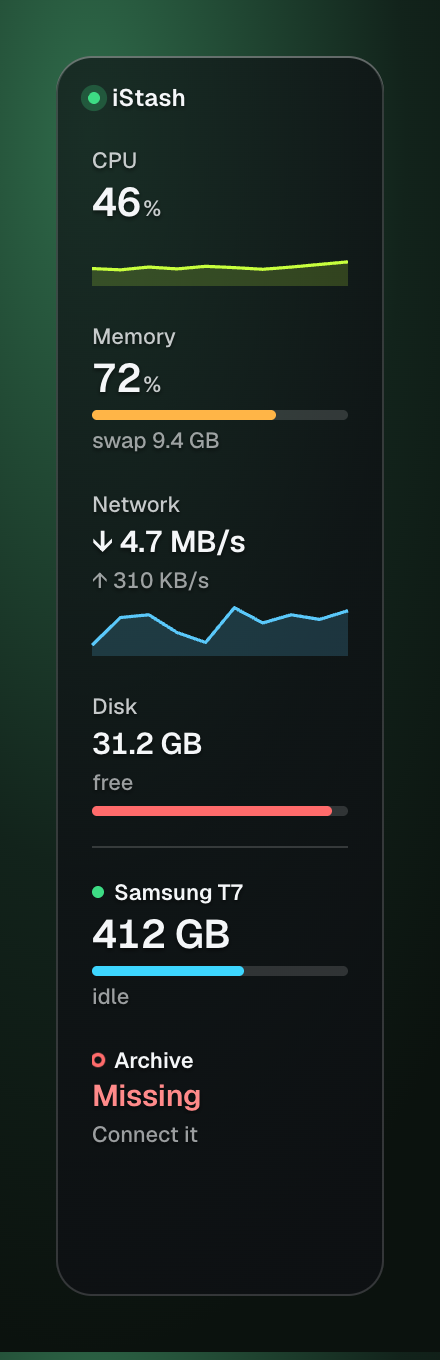 iStash
CPU
46%
Memory
72%
swap 9.4 GB
Network
↓ 4.7 MB/s
↑ 310 KB/s
Disk
31.2 GB
free
Samsung T7
412 GB
idle
Archive
Missing
Connect it